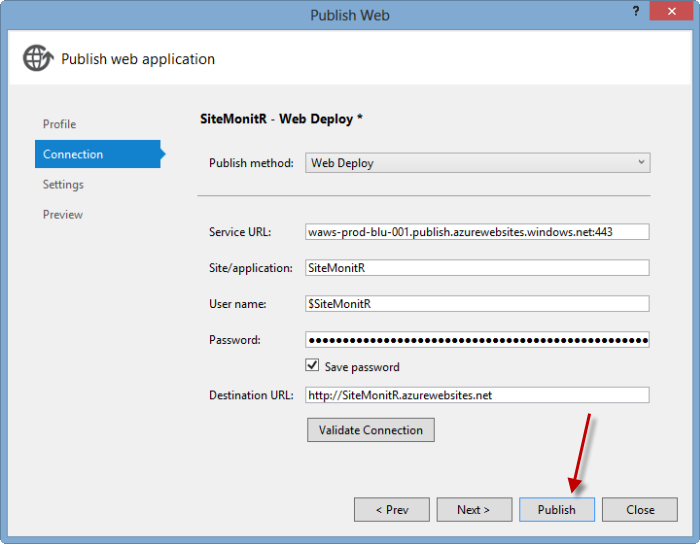 Publish Web
?
Publish web application
Profile
Connection
Settings
Preview
SiteMonitR - Web Deploy *
Publish method: Web Deploy
Service URL: waws-prod-blu-001.publish.azurewebsites.windows.net:443
Site/application: SiteMonitR
User name: $SiteMonitR
Password: ••••••••••••••••••••••••••••••••••••••••••••••••••
Save password
Destination URL: http://SiteMonitR.azurewebsites.net
Validate Connection
< Prev
Next >
Publish
Close